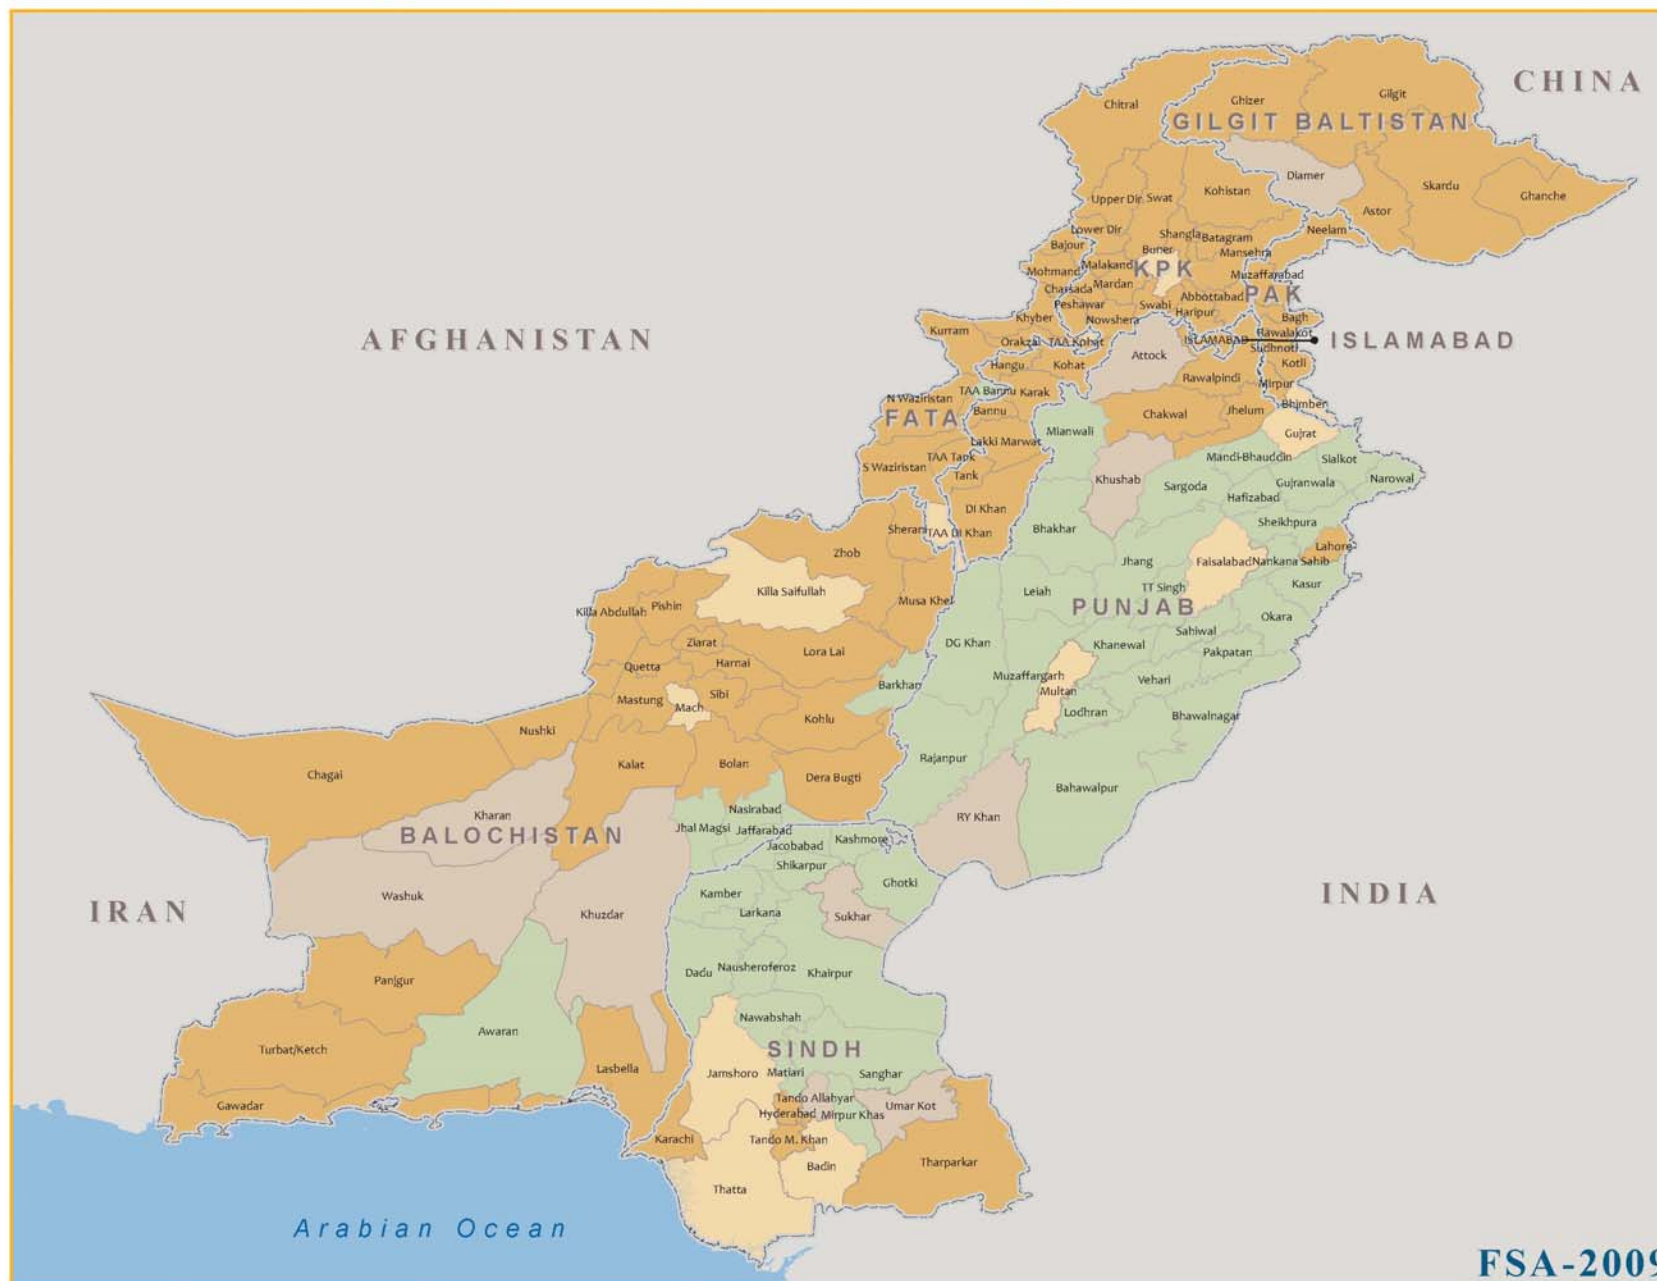 CHINA
Chitral
Ghizer
Gilgit
GILGIT BALTISTAN
Diamer
Skardu
Ghanche
Astor
Upper Dir
Swat
Kohistan
Neelam
Lower Dir
Shangla
Batagram
Bajour
Buner
Mansehra
Mohmand
Malakand
KPK
Muzaffarabad
Charsada
Mardan
Abbottabad
PAK
Peshawar
Swabi
Haripur
Khyber
Nowshera
Bagh
Kurram
Rawalakot
AFGHANISTAN
Orakzai
TAA Kohat
ISLAMABAD
ISLAMABAD
Sudhnoti
Attock
Hangu
Kohat
Kotli
Rawalpindi
Mirpur
TAA Bannu
Karak
N Waziristan
Bhimber
FATA
Bannu
Chakwal
Jhelum
Mianwali
Gujrat
Lakki Marwat
TAA Tank
Mandi-Bhauddin
Sialkot
S Waziristan
Tank
Khushab
Sargoda
Gujranwala
Narowal
Hafizabad
DI Khan
Sherani
TAA DI Khan
Bhakhar
Sheikhpura
Zhob
Lahore
Jhang
Faisalabad
Nankana Sahib
Killa Saifullah
Leiah
TT Singh
Kasur
Musa Khel
PUNJAB
Killa Abdullah
Pishin
Okara
Ziarat
DG Khan
Khanewal
Sahiwal
Lora Lai
Pakpatan
Quetta
Harnai
Muzaffargarh
Vehari
Barkhan
Multan
Mastung
Sibi
Mach
Lodhran
Bhawalnagar
Kohlu
Nushki
Rajanpur
Kalat
Bolan
Chagai
Dera Bugti
Bahawalpur
Kharan
Nasirabad
RY Khan
BALOCHISTAN
Jhal Magsi
Jaffarabad
Jacobabad
Kashmore
Shikarpur
Ghotki
Washuk
Kamber
INDIA
IRAN
Khuzdar
Larkana
Sukhar
Panjgur
Dadu
Nausheroferoz
Khairpur
Awaran
Nawabshah
Turbat/Ketch
SINDH
Lasbella
Jamshoro
Matiari
Sanghar
Gawadar
Tando Allahyar
Umar Kot
Hyderabad
Mirpur Khas
Karachi
Tando M. Khan
Badin
Tharparkar
Thatta
Arabian Ocean
FSA-2009